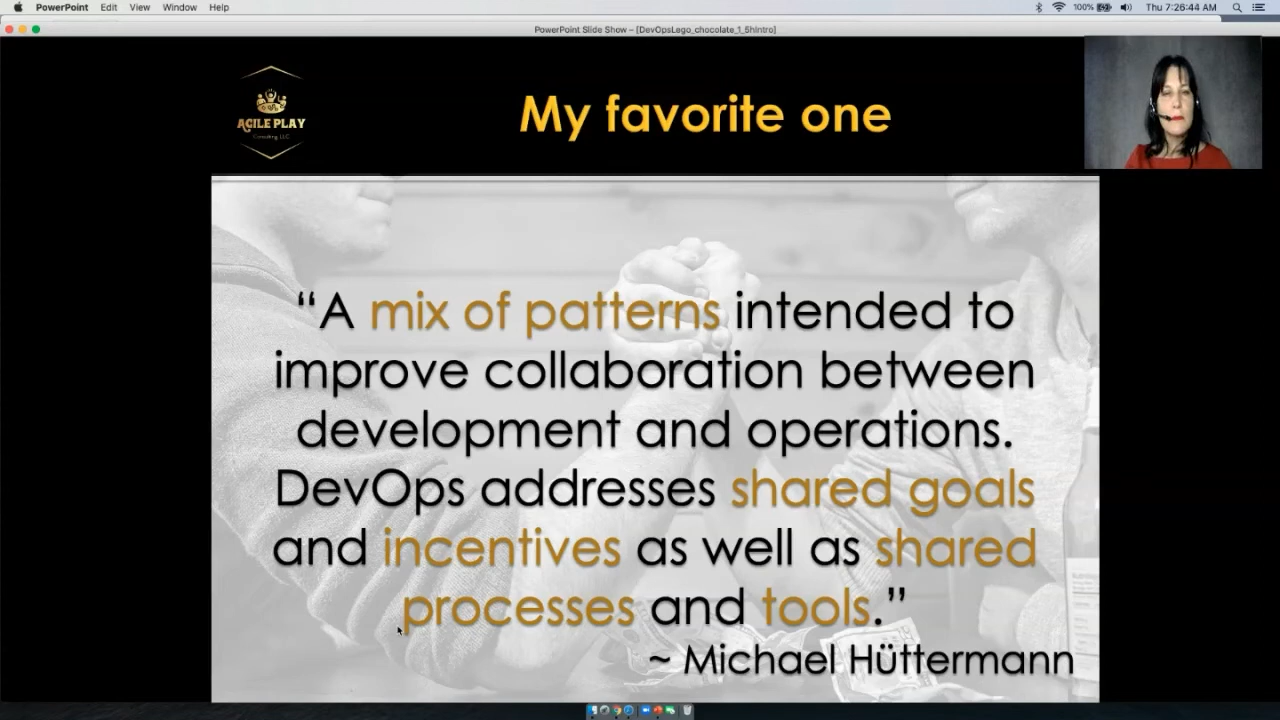 PowerPoint Edit View Window Help 100% Thu 7:26:44 AM
PowerPoint Slide Show – [DevOpsLego_chocolate_1_5hIntro]
AGILE PLAY
Consulting, LLC
My favorite one
“A mix of patterns intended to
improve collaboration between
development and operations.
DevOps addresses shared goals
and incentives as well as shared
processes and tools.”
~ Michael Hüttermann